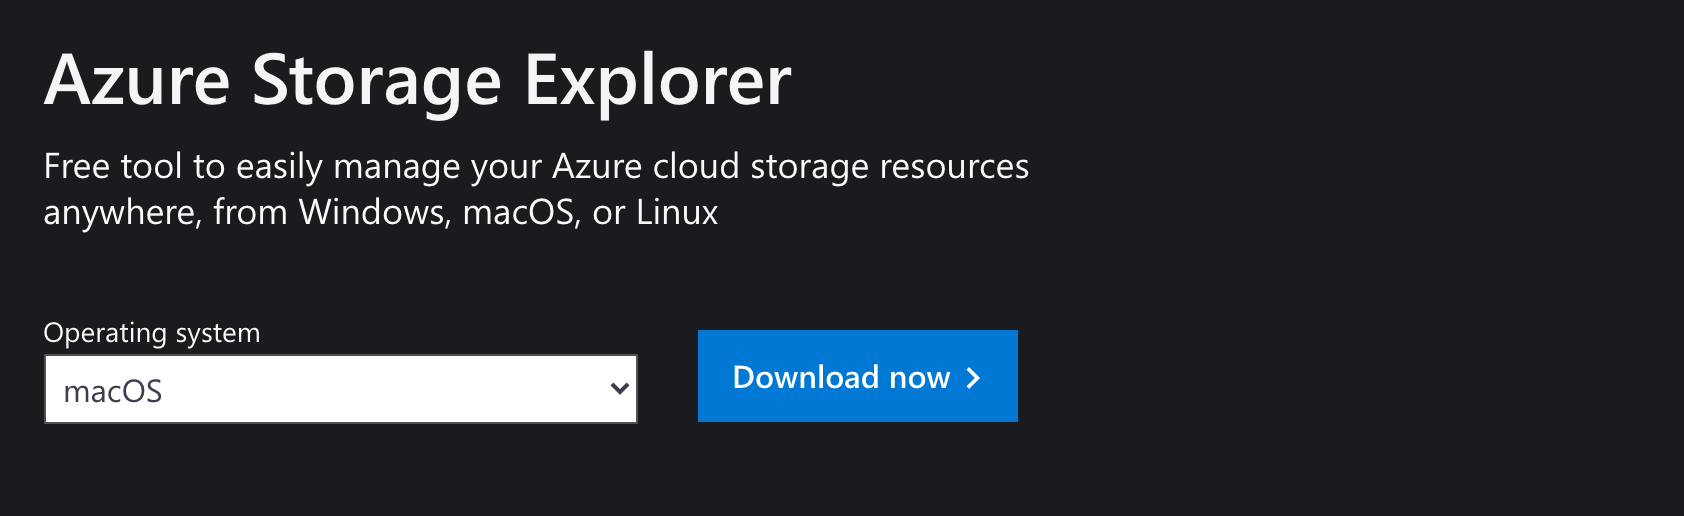 Azure Storage Explorer
Free tool to easily manage your Azure cloud storage resources
anywhere, from Windows, macOS, or Linux
Operating system
macOS
Download now